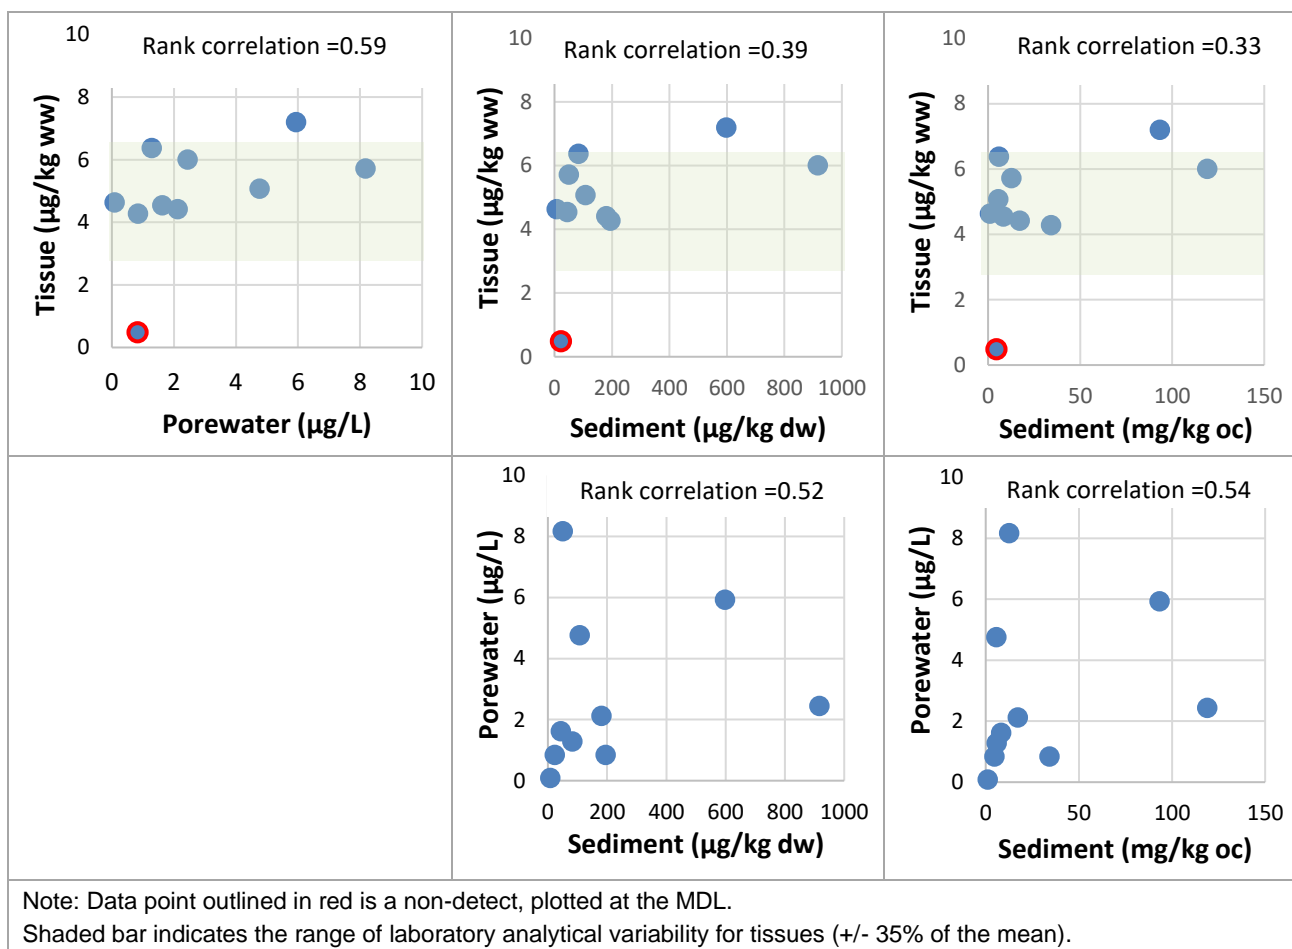 Rank correlation =0.59
10
8
6
4
2
0
Tissue (µg/kg ww)
0 2 4 6 8 10
Porewater (µg/L)
Rank correlation =0.39
10
8
6
4
2
0
Tissue (µg/kg ww)
0 200 400 600 800 1000
Sediment (µg/kg dw)
Rank correlation =0.33
10
8
6
4
2
0
Tissue (µg/kg ww)
0 50 100 150
Sediment (mg/kg oc)
Rank correlation =0.52
10
8
6
4
2
0
Porewater (µg/L)
0 200 400 600 800 1000
Sediment (µg/kg dw)
Rank correlation =0.54
10
8
6
4
2
0
Porewater (µg/L)
0 50 100 150
Sediment (mg/kg oc)
Note: Data point outlined in red is a non-detect, plotted at the MDL.
Shaded bar indicates the range of laboratory analytical variability for tissues (+/- 35% of the mean).